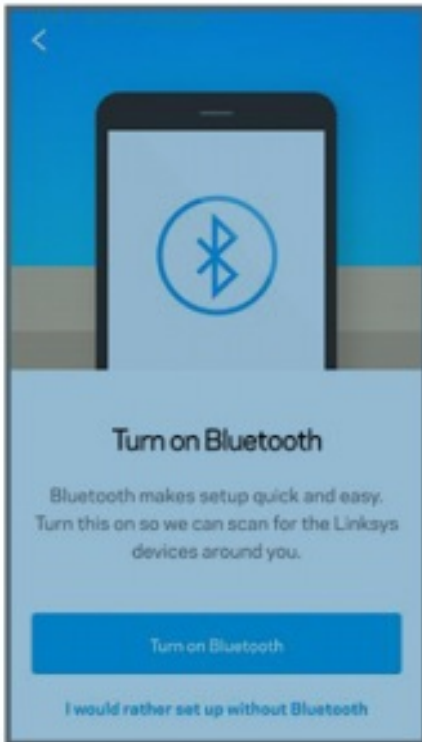 Turn on Bluetooth
Bluetooth makes setup quick and easy.
Turn this on so we can scan for the Linksys
devices around you.
Turn on Bluetooth
I would rather set up without Bluetooth